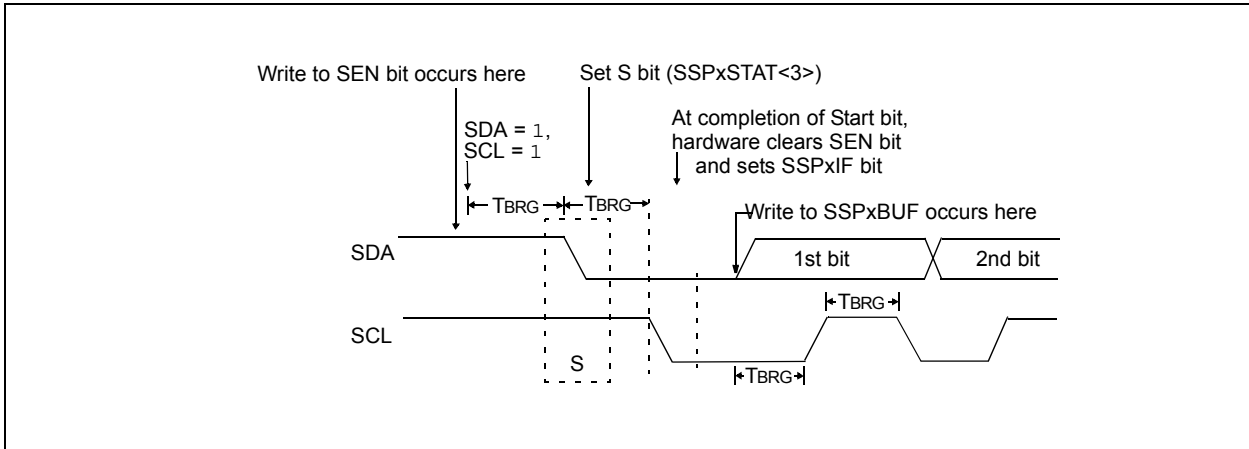 Write to SEN bit occurs here
Set S bit (SSPxSTAT<3>)
SDA = 1,
SCL = 1
At completion of Start bit,
hardware clears SEN bit
and sets SSPxIF bit
TBRG
TBRG
Write to SSPxBUF occurs here
SDA
1st bit
2nd bit
TBRG
SCL
S
TBRG